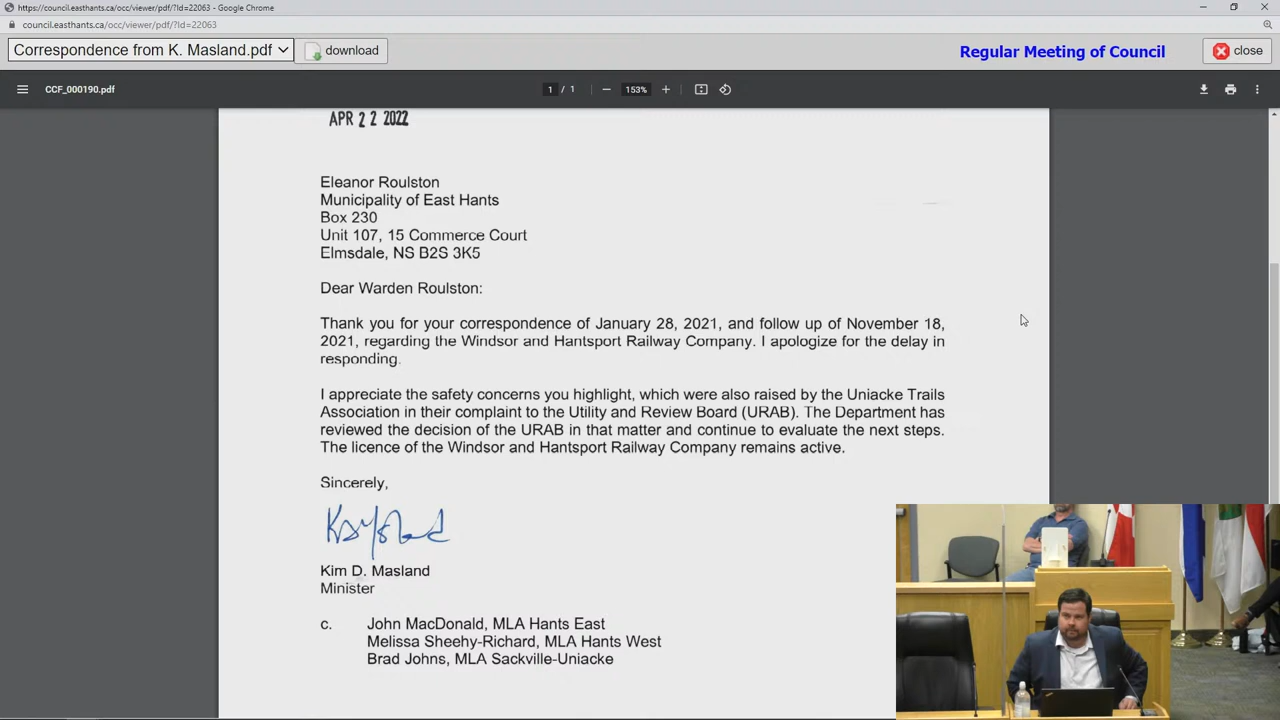 https://council.easthants.ca/occ/viewer/pdf/?Id=22063 - Google Chrome
council.easthants.ca/occ/viewer/pdf/?Id=22063
Correspondence from K. Masland.pdf download Regular Meeting of Council close
CCF_000190.pdf 1 / 1 153%
APR 22 2022
Eleanor Roulston
Municipality of East Hants
Box 230
Unit 107, 15 Commerce Court
Elmsdale, NS B2S 3K5
Dear Warden Roulston:
Thank you for your correspondence of January 28, 2021, and follow up of November 18,
2021, regarding the Windsor and Hantsport Railway Company. I apologize for the delay in
responding.
I appreciate the safety concerns you highlight, which were also raised by the Uniacke Trails
Association in their complaint to the Utility and Review Board (URAB). The Department has
reviewed the decision of the URAB in that matter and continue to evaluate the next steps.
The licence of the Windsor and Hantsport Railway Company remains active.
Sincerely,
Kim D. Masland
Minister
c. John MacDonald, MLA Hants East
Melissa Sheehy-Richard, MLA Hants West
Brad Johns, MLA Sackville-Uniacke